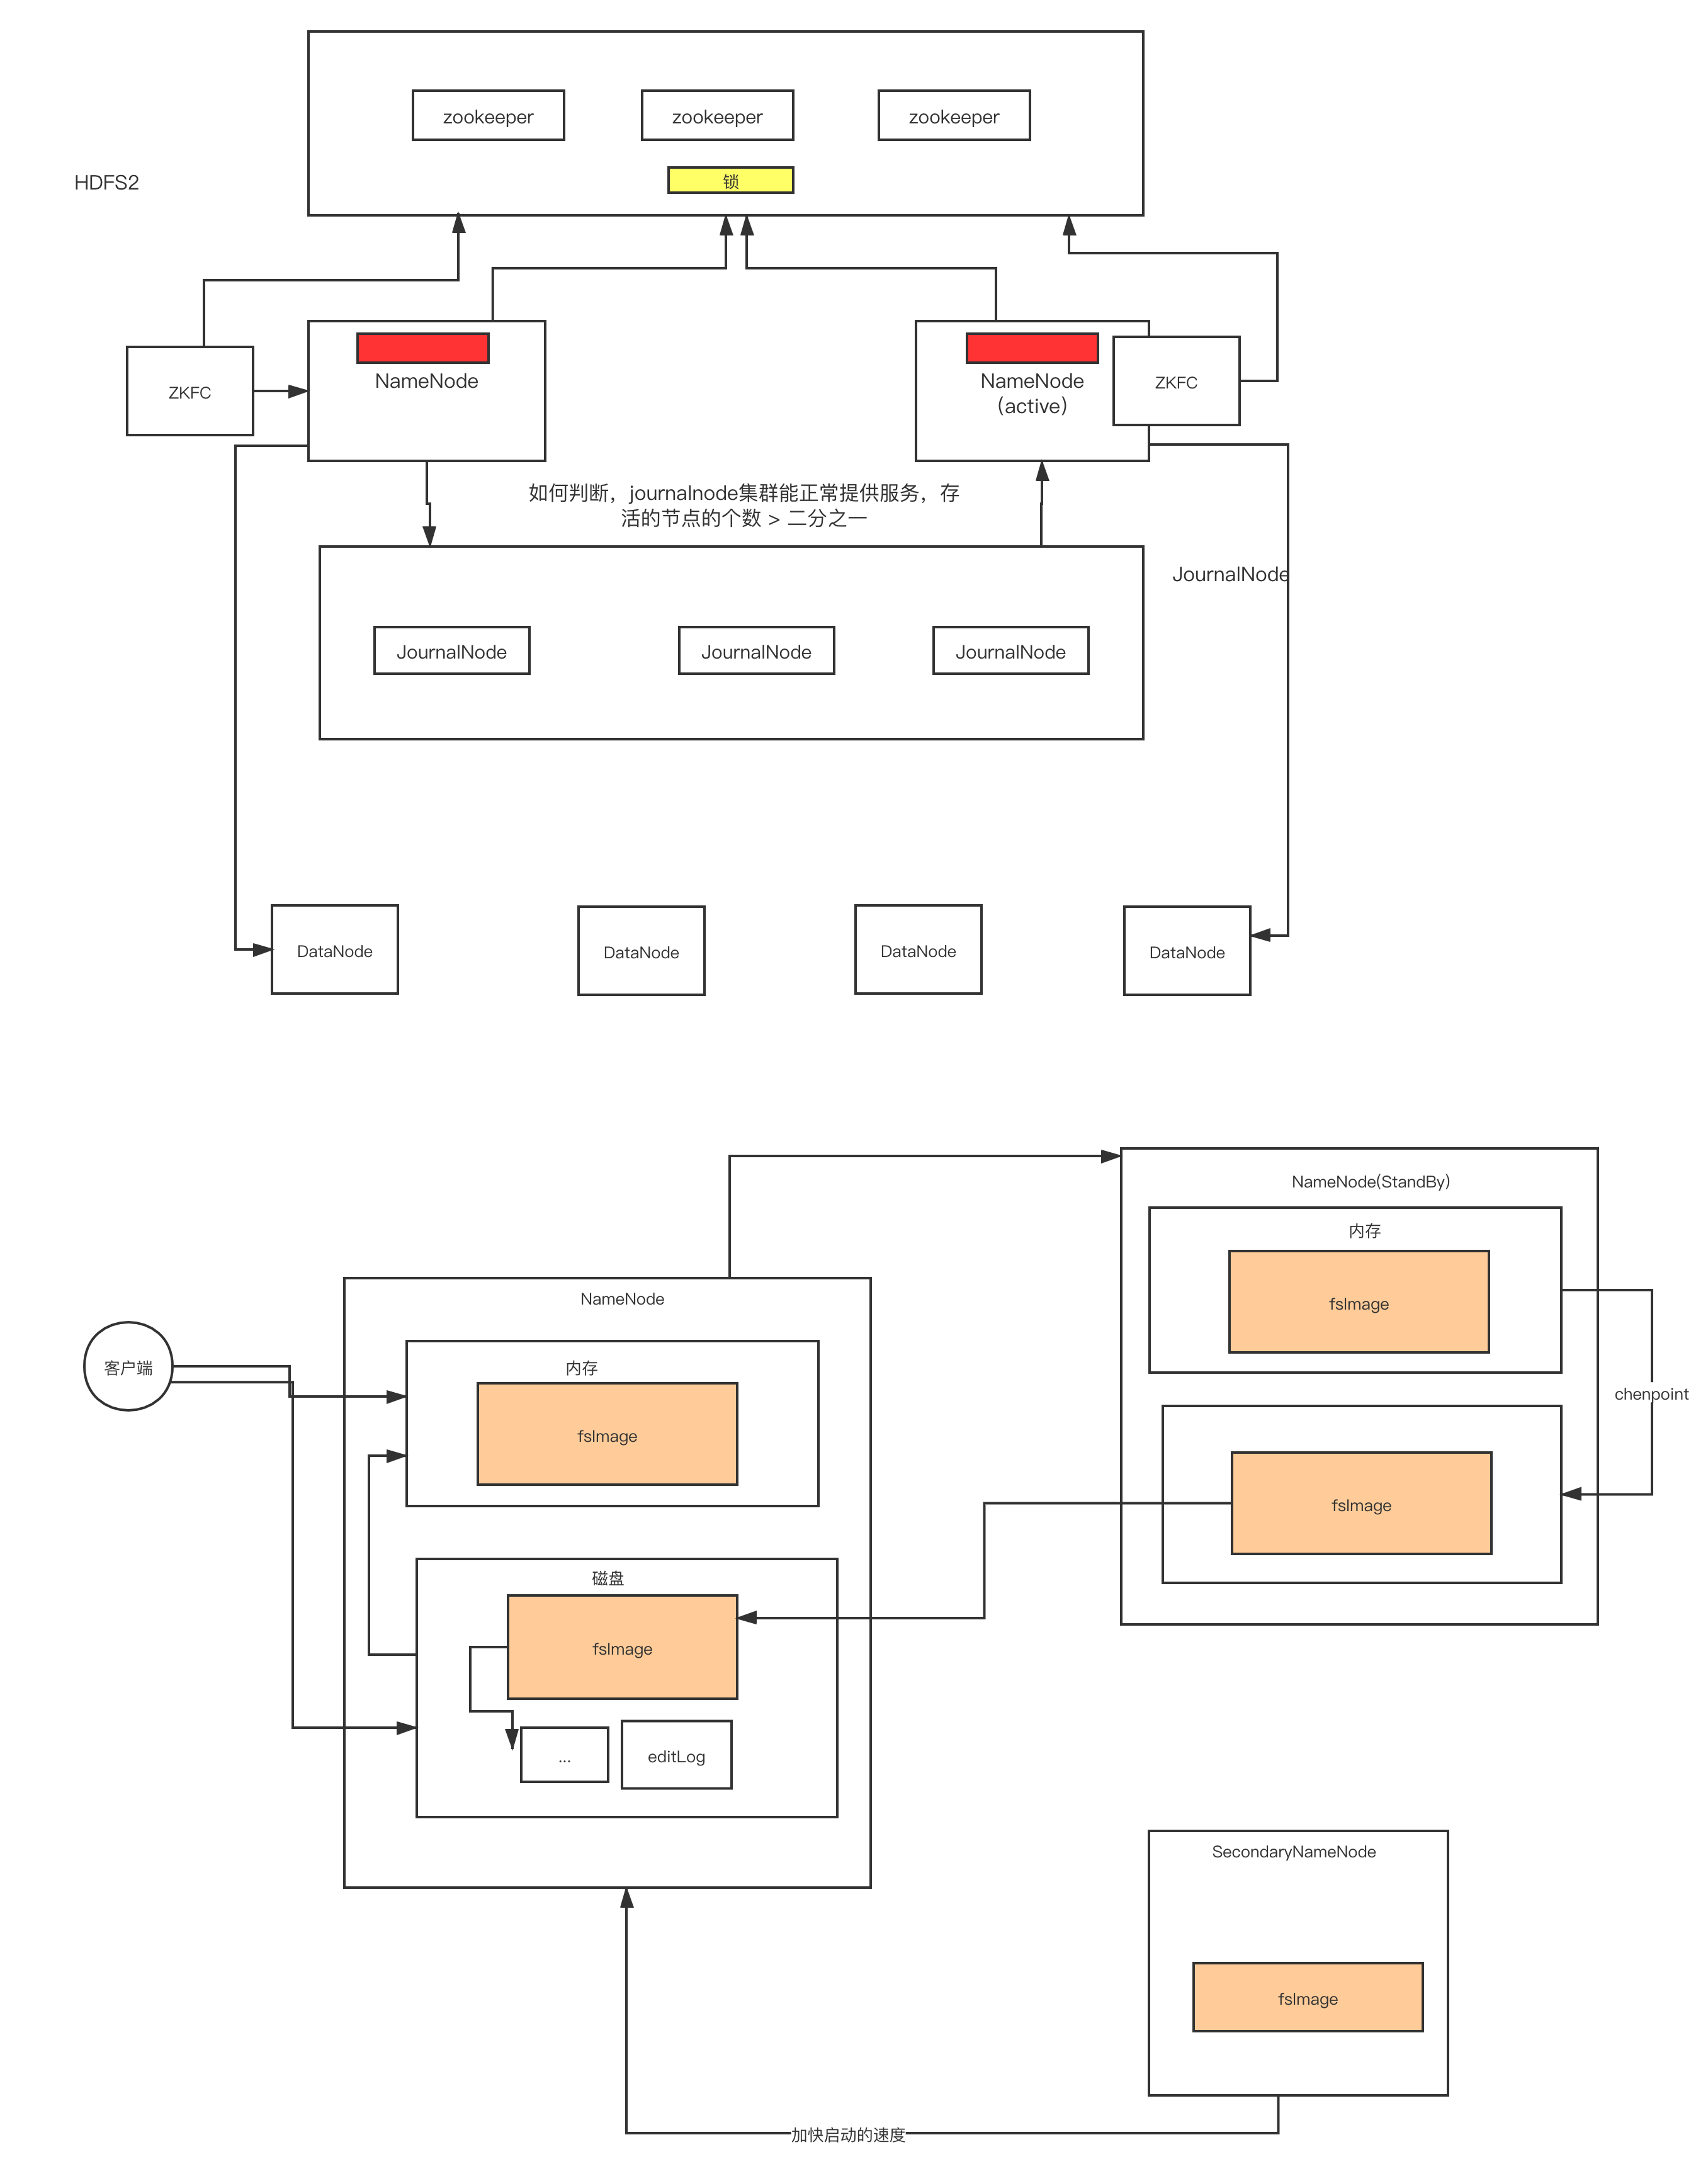 zookeeper
zookeeper
zookeeper
HDFS2
锁
NameNode
NameNode
(active)
ZKFC
ZKFC
如何判断，journalnode集群能正常提供服务，存
活的节点的个数 > 二分之一
JournalNode
JournalNode
JournalNode
JournalNode
DataNode
DataNode
DataNode
DataNode
NameNode(StandBy)
内存
fsImage
NameNode
客户端
内存
chenpoint
fsImage
fsImage
磁盘
fsImage
...
editLog
SecondaryNameNode
fsImage
加快启动的速度